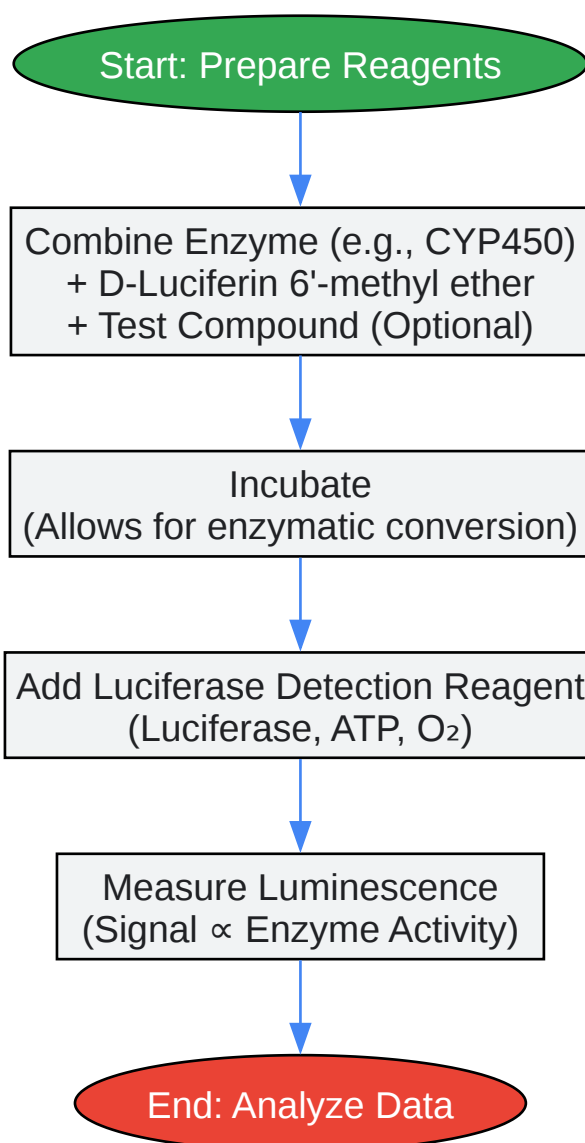 Start: Prepare Reagents
Combine Enzyme (e.g., CYP450)
+ D-Luciferin 6'-methyl ether
+ Test Compound (Optional)
Incubate
(Allows for enzymatic conversion)
Add Luciferase Detection Reagent
(Luciferase, ATP, O₂)
Measure Luminescence
(Signal ∝ Enzyme Activity)
End: Analyze Data